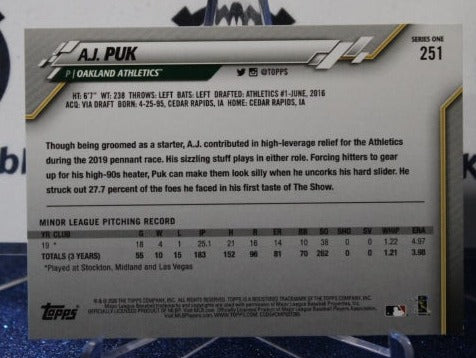 SERIES ONE
251
A.J. PUK
P | OAKLAND ATHLETICS™
@TOPPS
HT: 6'7" WT: 238 THROWS: LEFT BATS: LEFT DRAFTED: ATHLETICS #1-JUNE, 2016
ACQ: VIA DRAFT BORN: 4-25-95, CEDAR RAPIDS, IA HOME: CEDAR RAPIDS, IA
Though being groomed as a starter, A.J. contributed in high-leverage relief for the Athletics
during the 2019 pennant race. His sizzling stuff plays in either role. Forcing hitters to gear
up for his high-90s heater, Puk can make them look silly when he uncorks his hard slider. He
struck out 27.7 percent of the foes he faced in his first taste of The Show.
MINOR LEAGUE PITCHING RECORD
YR CLUB G W L IP H R ER BB SO SHO SV WHIP ERA
19 * 18 4 1 25.1 21 16 14 10 38 0 0 1.22 4.97
TOTALS (3 YEARS) 55 10 15 183 152 96 81 70 262 0 0 1.21 3.98
*Played at Stockton, Midland and Las Vegas
Topps